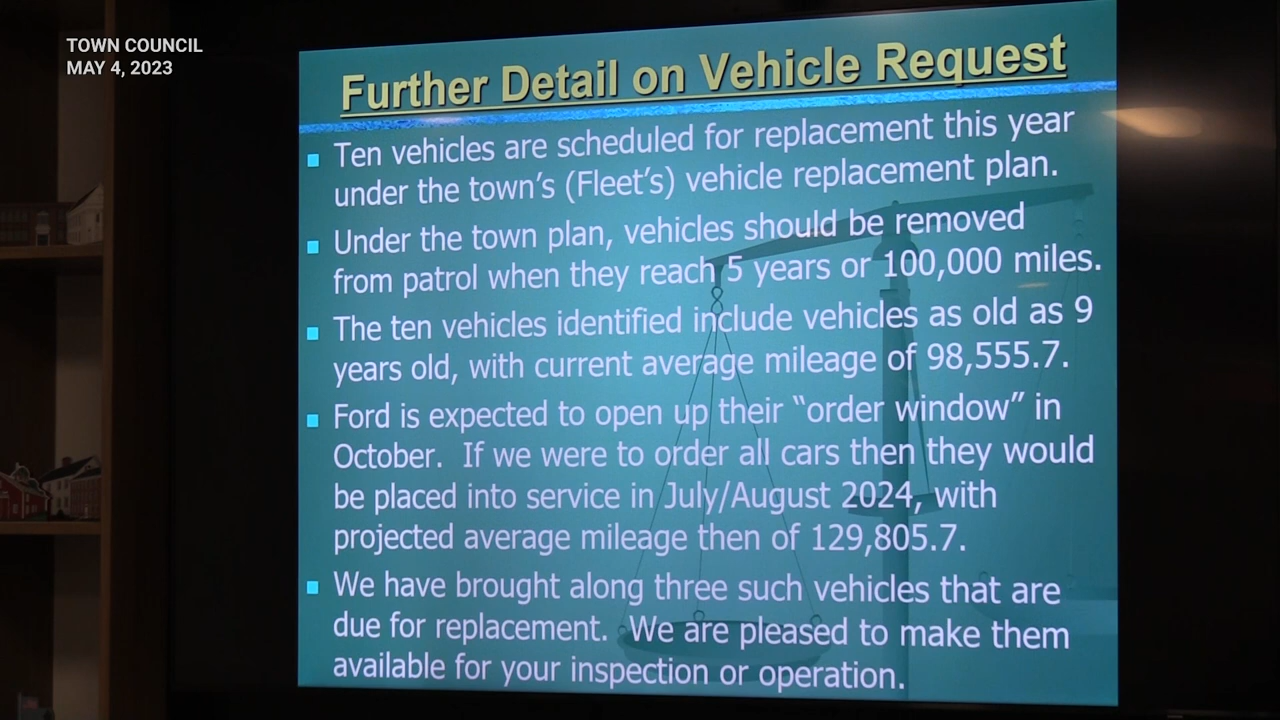 TOWN COUNCIL
MAY 4, 2023
Further Detail on Vehicle Request
Ten vehicles are scheduled for replacement this year
under the town's (Fleet's) vehicle replacement plan.
Under the town plan, vehicles should be removed
from patrol when they reach 5 years or 100,000 miles.
The ten vehicles identified include vehicles as old as 9
years old, with current average mileage of 98,555.7.
Ford is expected to open up their “order window” in
October. If we were to order all cars then they would
be placed into service in July/August 2024, with
projected average mileage then of 129,805.7.
We have brought along three such vehicles that are
due for replacement. We are pleased to make them
available for your inspection or operation.